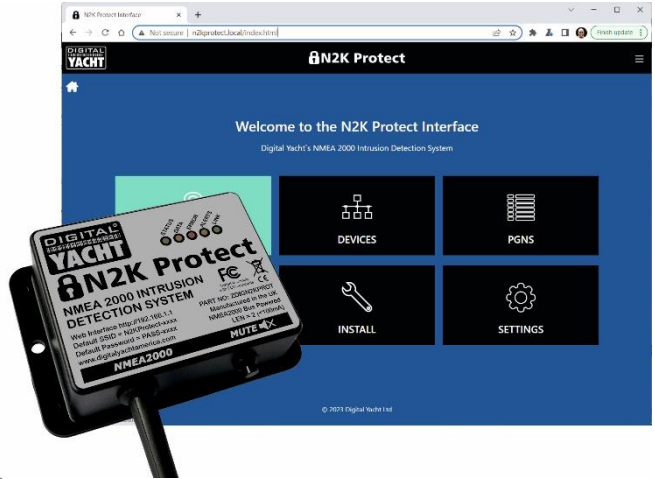 N2K Protect Interface
Not secure | n2kprotect.local/index.html
Finish update
DIGITAL
YACHT
N2K Protect
Welcome to the N2K Protect Interface
Digital Yacht's NMEA 2000 Intrusion Detection System
DEVICES
PGNS
INSTALL
SETTINGS
© 2023 Digital Yacht Ltd
STATUS
DATA
ERROR
ALERTS
LINK
DIGITAL
YACHT
N2K Protect
NMEA 2000 INTRUSION
DETECTION SYSTEM
FC CE
Web Interface http://192.168.1.1
Default SSID = N2KProtect-xxxx
Default Password = PASS-xxxx
www.digitalyachtamerica.com
PART NO: ZDIGN2KPROT
Manufactured in the UK
NMEA2000 Bus Powered
LEN = 2 (<100mA)
NMEA2000
MUTE